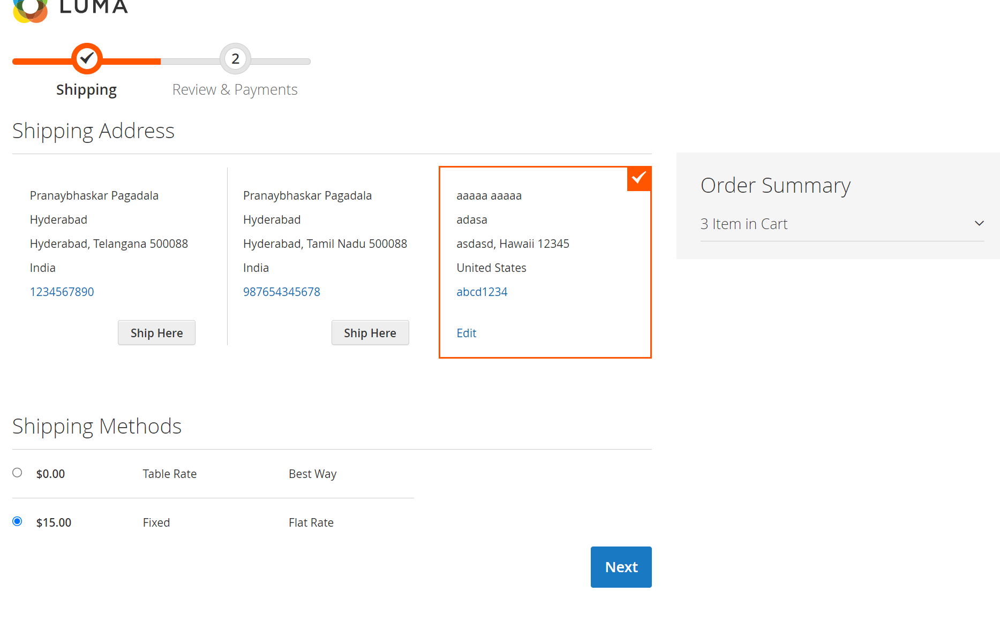 LUMA
2
Shipping
Review & Payments
Shipping Address
Pranaybhaskar Pagadala
Hyderabad
Hyderabad, Telangana 500088
India
1234567890
Ship Here
Pranaybhaskar Pagadala
Hyderabad
Hyderabad, Tamil Nadu 500088
India
987654345678
Ship Here
aaaaa aaaaa
adasa
asdasd, Hawaii 12345
United States
abcd1234
Edit
Order Summary
3 Item in Cart
Shipping Methods
$0.00 Table Rate Best Way
$15.00 Fixed Flat Rate
Next